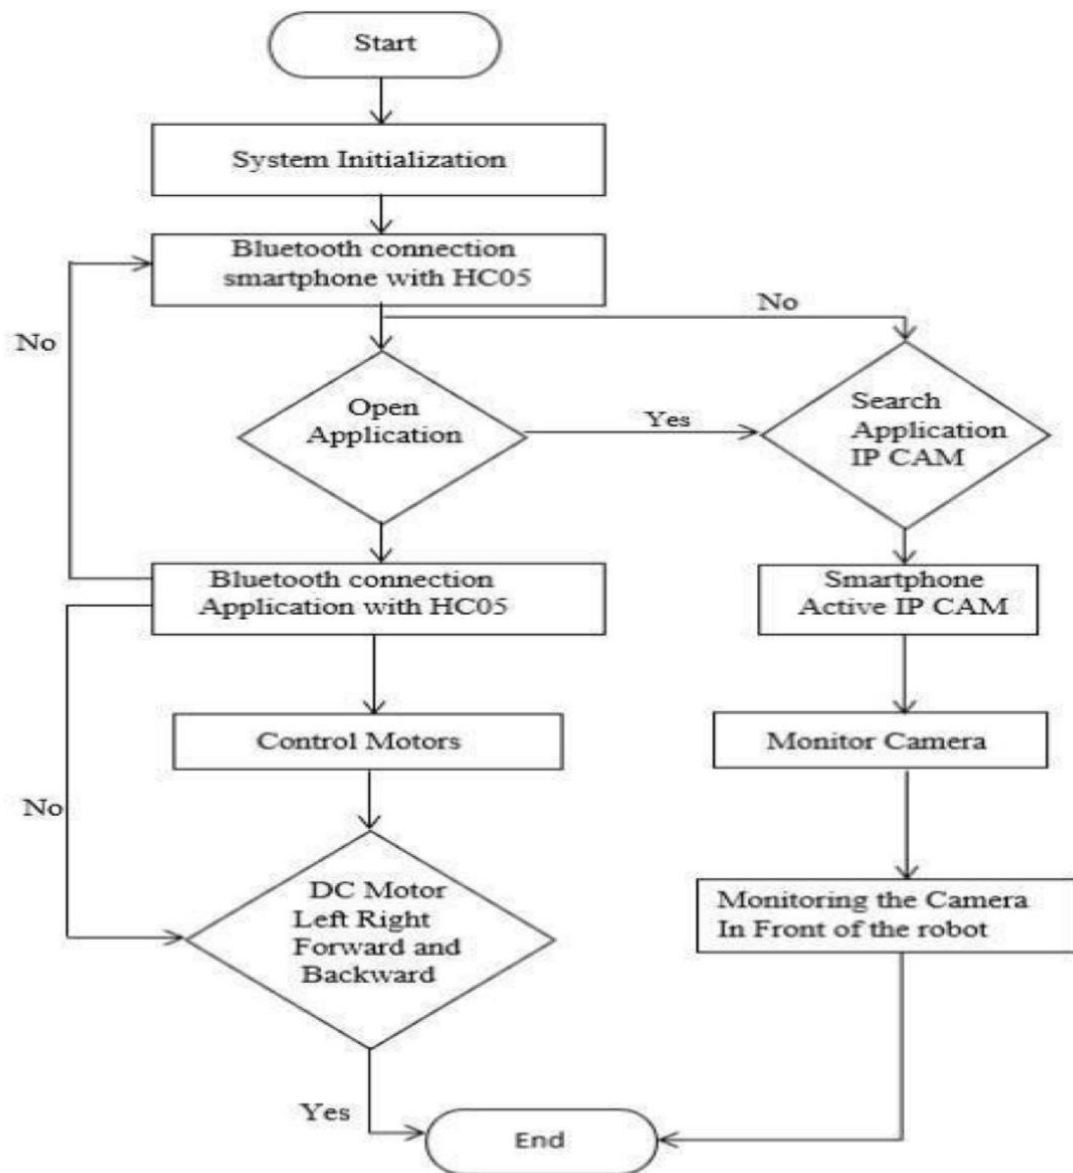 Start
System Initialization
Bluetooth connection
smartphone with HC05
No
No
Open
Application
Yes
Search
Application
IP CAM
Bluetooth connection
Application with HC05
Smartphone
Active IP CAM
Control Motors
Monitor Camera
No
DC Motor
Left Right
Forward and
Backward
Monitoring the Camera
In Front of the robot
Yes
End